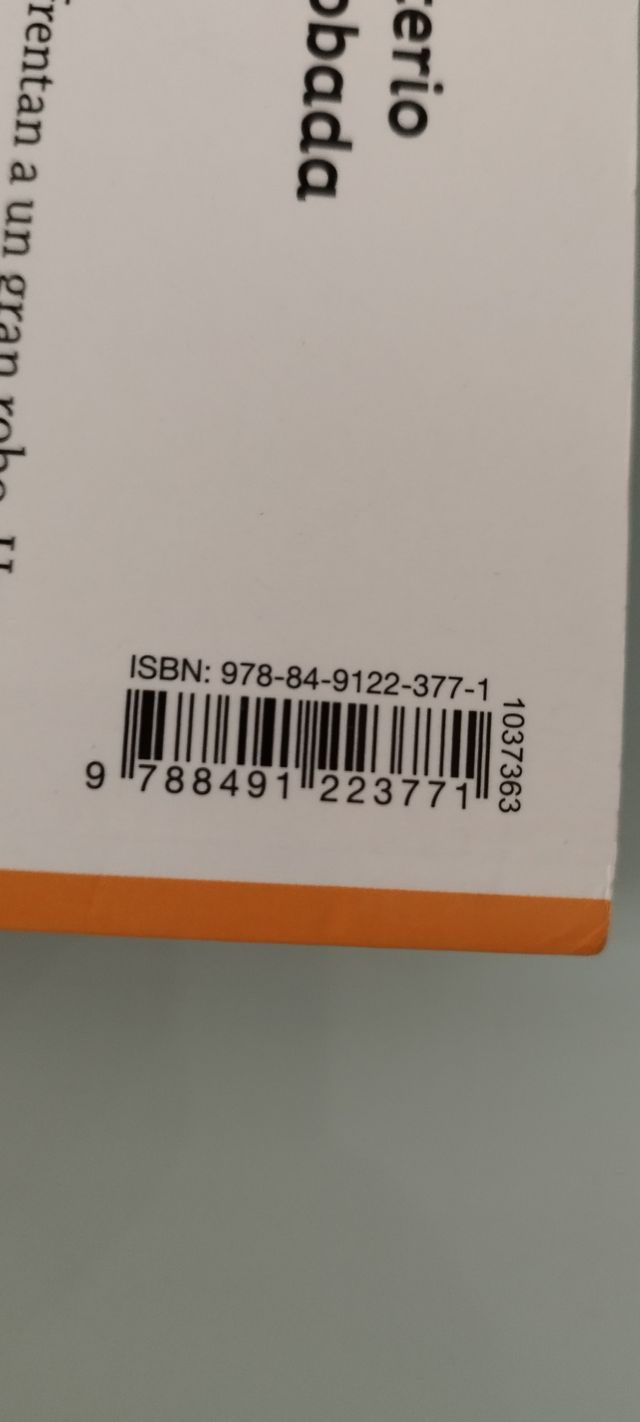 terio
obada
frentan a un gran robo. U
ISBN: 978-84-9122-377-1
9 788491 223771
1037363